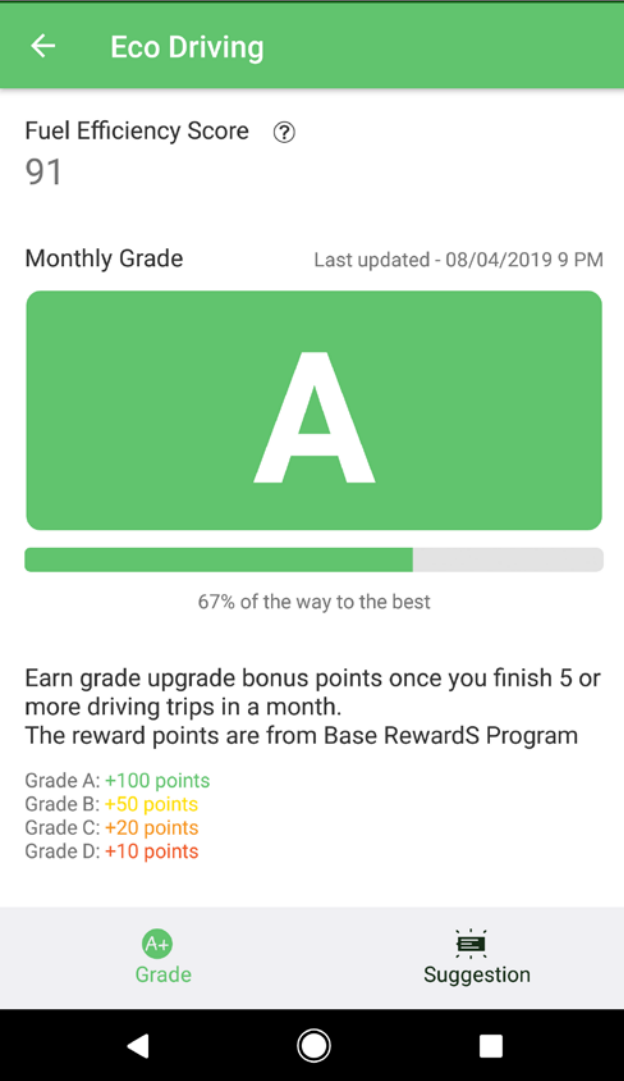 Eco Driving
Fuel Efficiency Score ?
91
Monthly Grade Last updated - 08/04/2019 9 PM
A
67% of the way to the best
Earn grade upgrade bonus points once you finish 5 or
more driving trips in a month.
The reward points are from Base RewardS Program
Grade A: +100 points
Grade B: +50 points
Grade C: +20 points
Grade D: +10 points
A+
Grade Suggestion